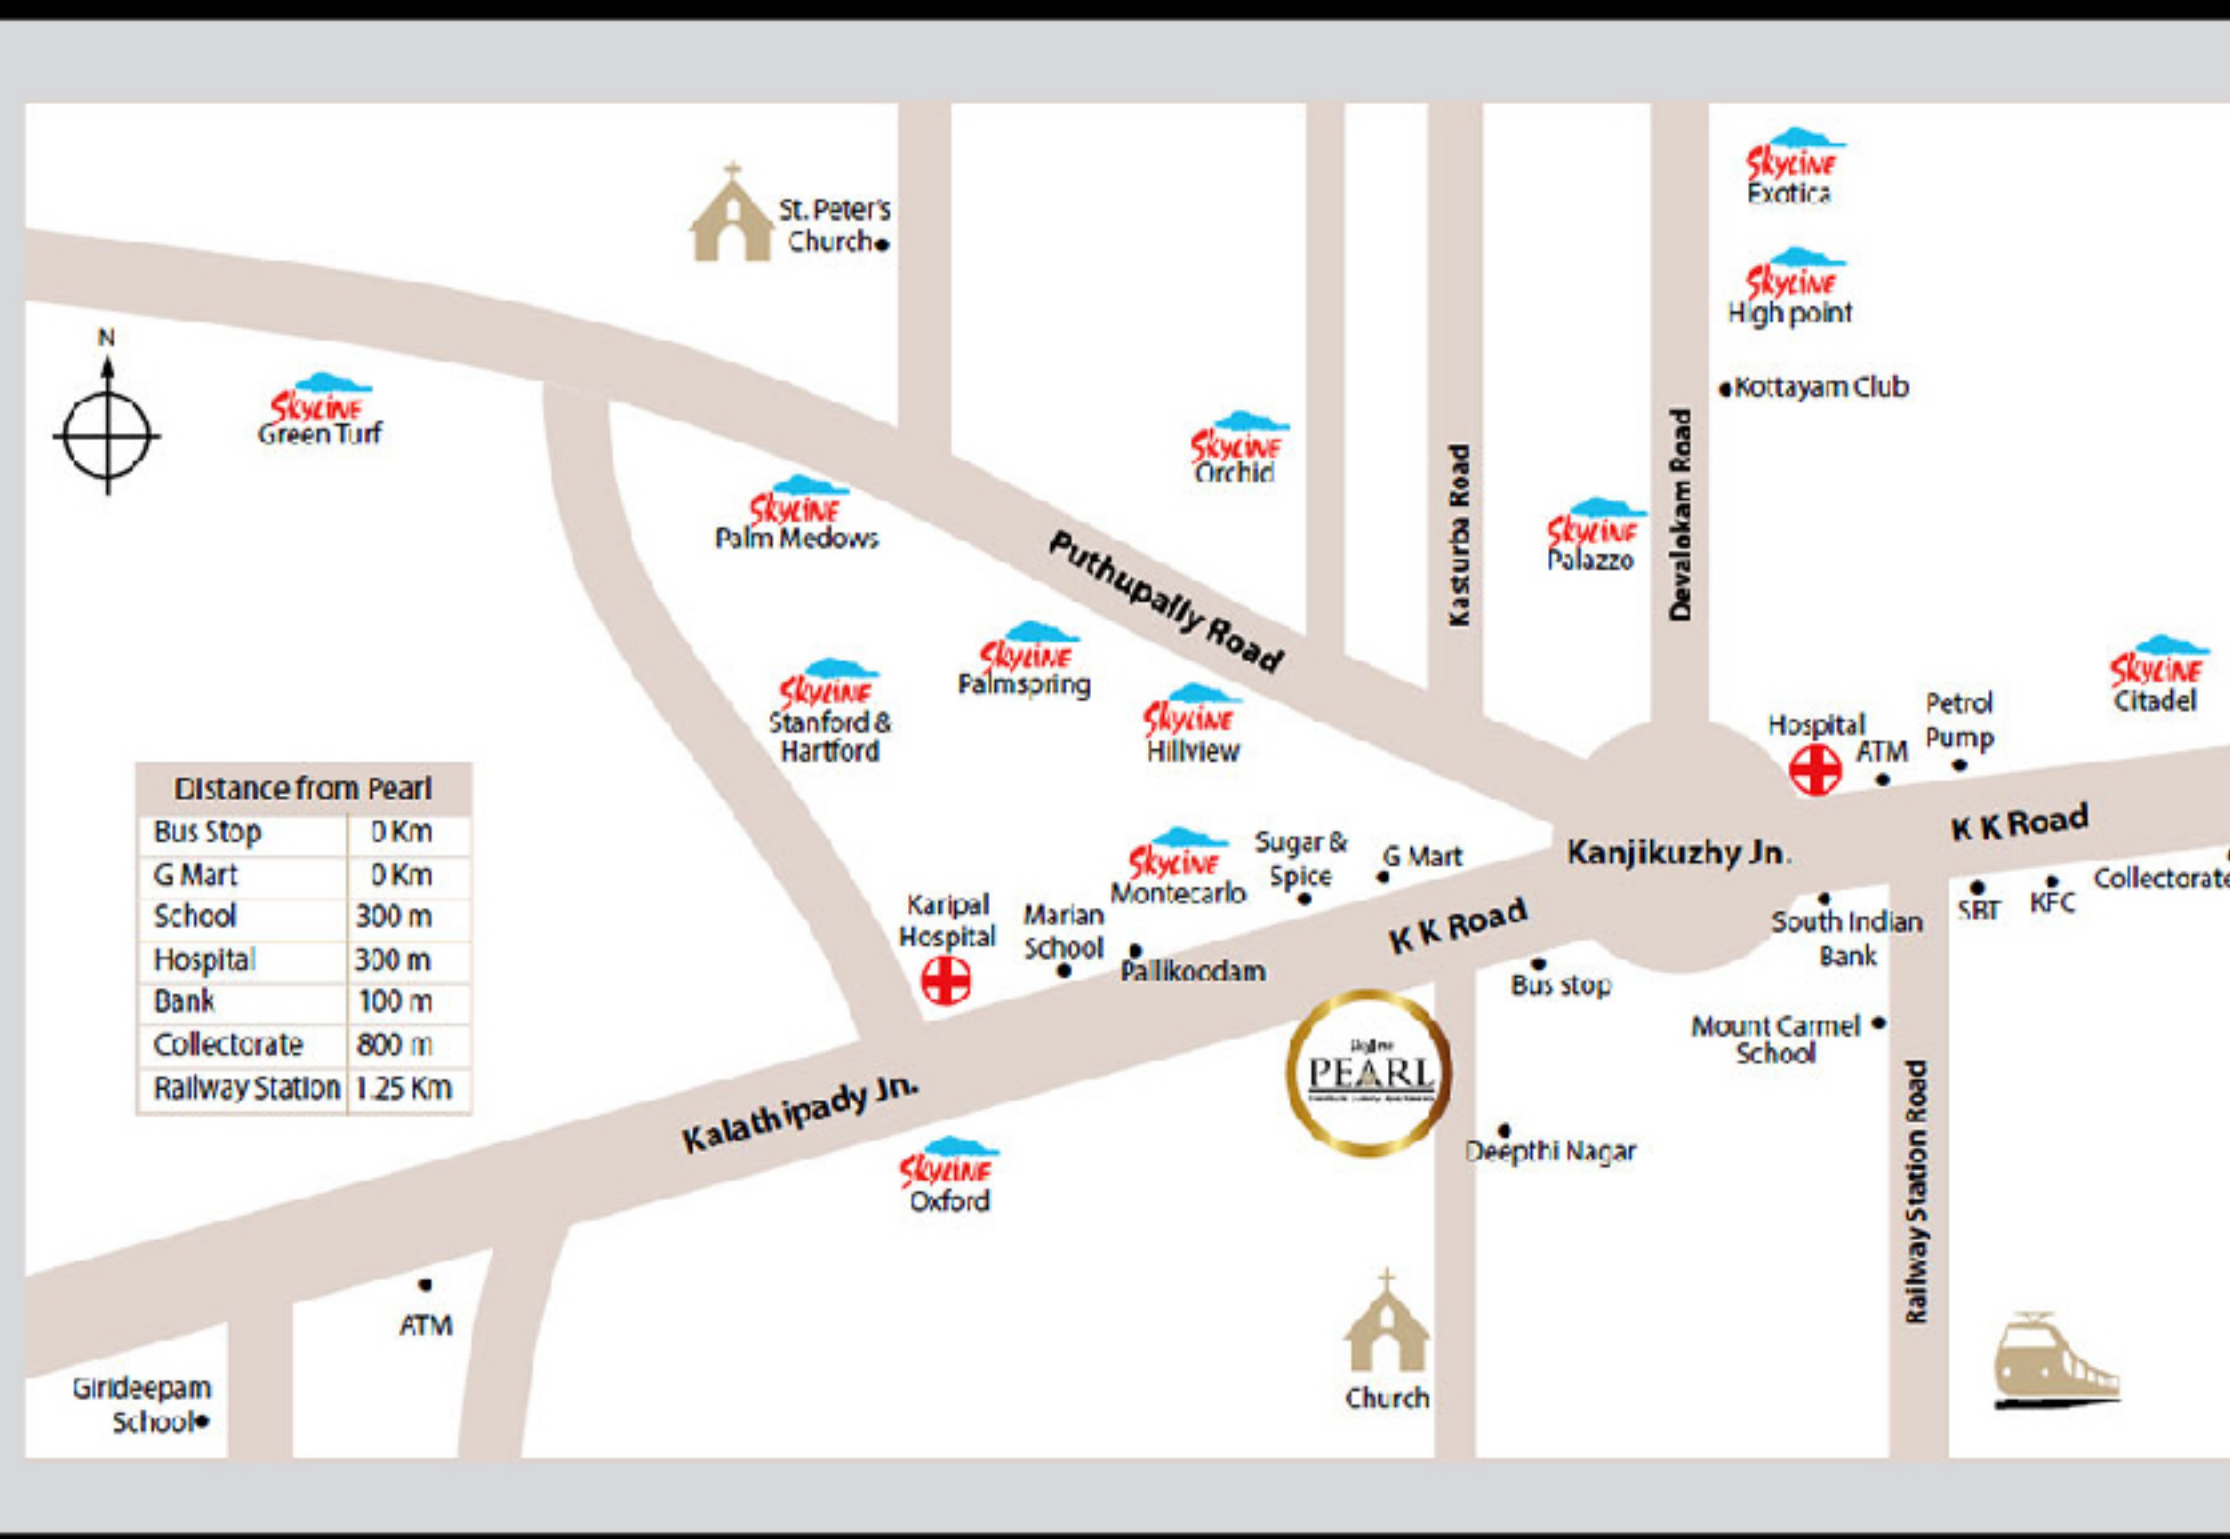 Skyline
Exotica
St. Peter's
Church
Skyline
High point
N
Kottayam Club
Skyline
Green Turf
Skyline
Orchid
Skyline
Palm Medows
Kasturba Road
Devalokam Road
Skyline
Palazzo
Puthupally Road
Skyline
Palmspring
Skyline
Stanford &
Hartford
Skyline
Hillview
Skyline
Citadel
Hospital
ATM
Petrol
Pump
Distance from Pearl
Bus Stop 0 Km
G Mart 0 Km
School 300 m
Hospital 300 m
Bank 100 m
Collectorate 800 m
Railway Station 1.25 Km
K K Road
Kanjikuzhy Jn.
Skyline
Montecarlo
Sugar &
Spice
G Mart
Karipal
Hospital
Marian
School
Pallikoodam
K K Road
South Indian
Bank
SBT
KFC
Collectorate
Bus stop
Mount Carmel
School
Skyline
PEARL
Kalathipady Jn.
Deepthi Nagar
Railway Station Road
Skyline
Oxford
ATM
Girideepam
School
Church